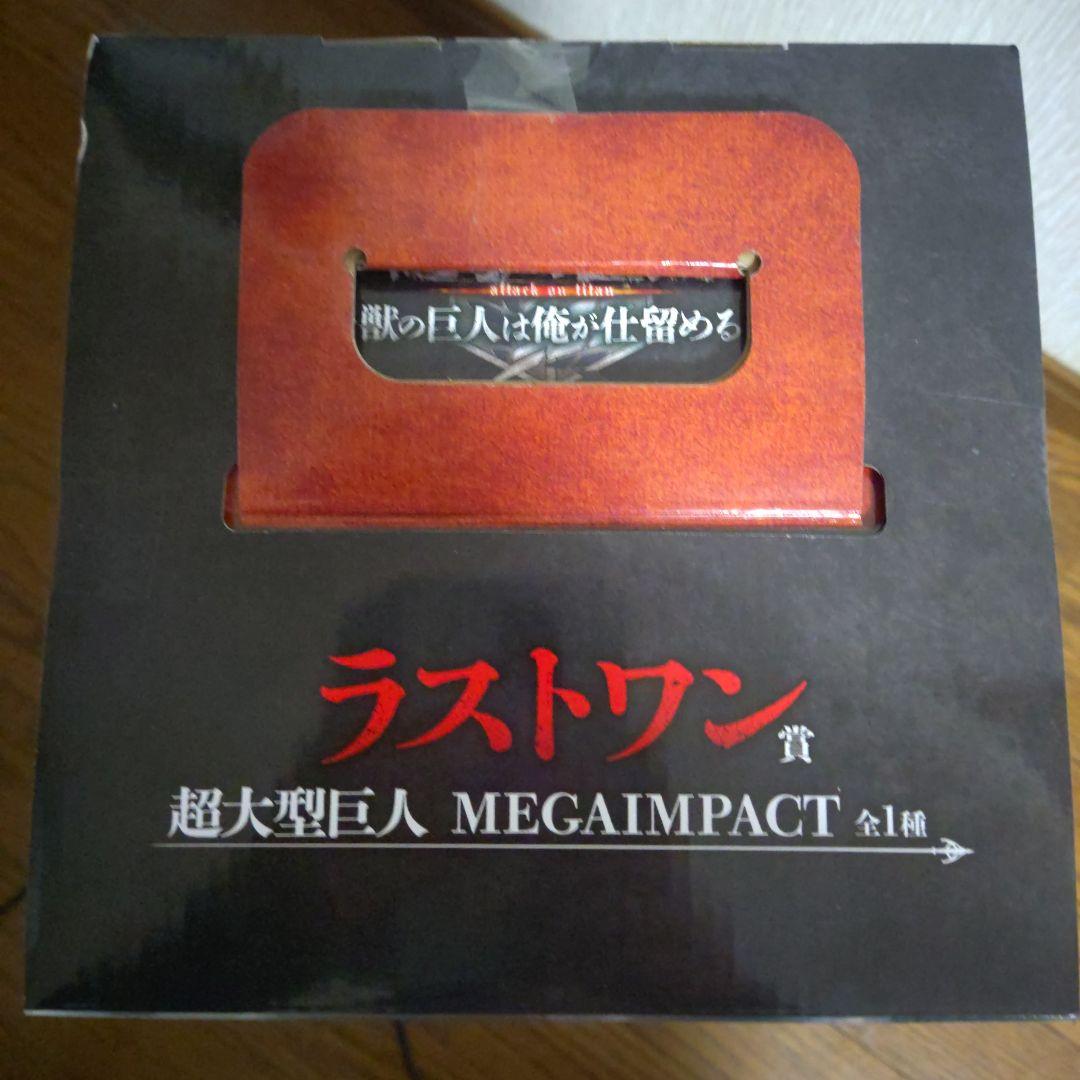 attack on titan
獣の巨人は俺が仕留める
ラストワン賞
超大型巨人 MEGAIMPACT 全1種